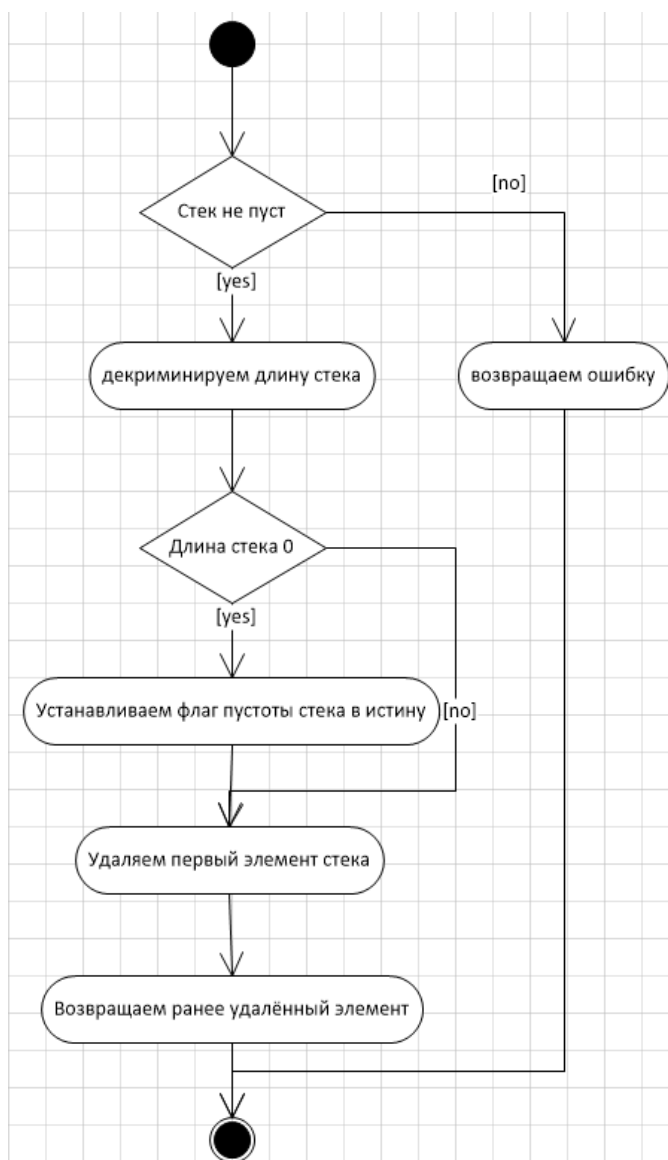 Стек не пуст
[no]
[yes]
декриминируем длину стека
возвращаем ошибку
Длина стека 0
[yes]
Устанавливаем флаг пустоты стека в истину
[no]
Удаляем первый элемент стека
Возвращаем ранее удалённый элемент